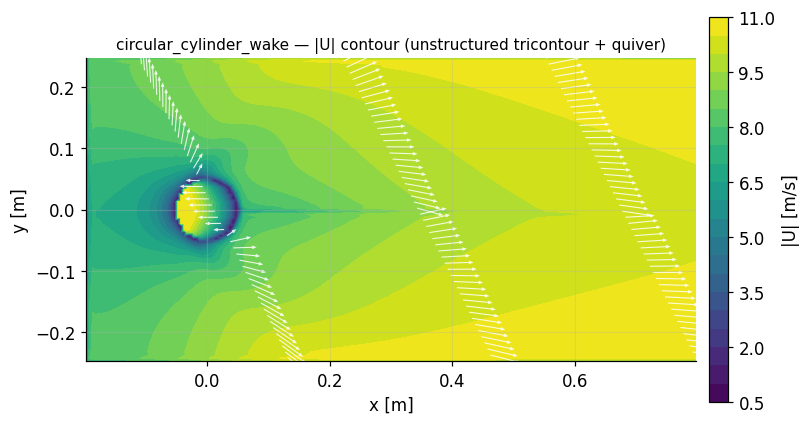 circular_cylinder_wake — |U| contour (unstructured tricontour + quiver)
11.0
9.5
8.0
6.5
5.0
3.5
2.0
0.5
|U| [m/s]
0.2
0.1
0.0
−0.1
−0.2
y [m]
0.0 0.2 0.4 0.6
x [m]